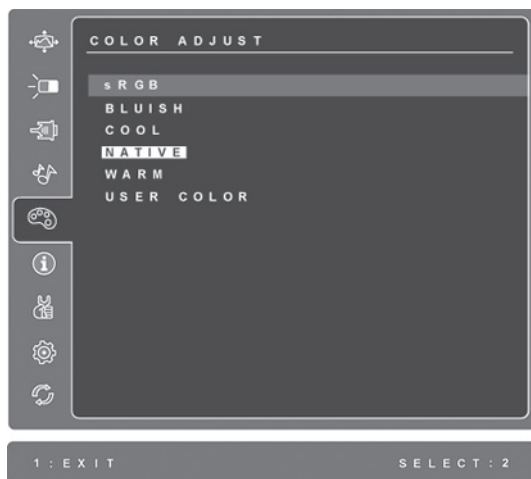 COLOR ADJUST
sRGB
BLUISH
COOL
NATIVE
WARM
USER COLOR
1:EXIT SELECT:2